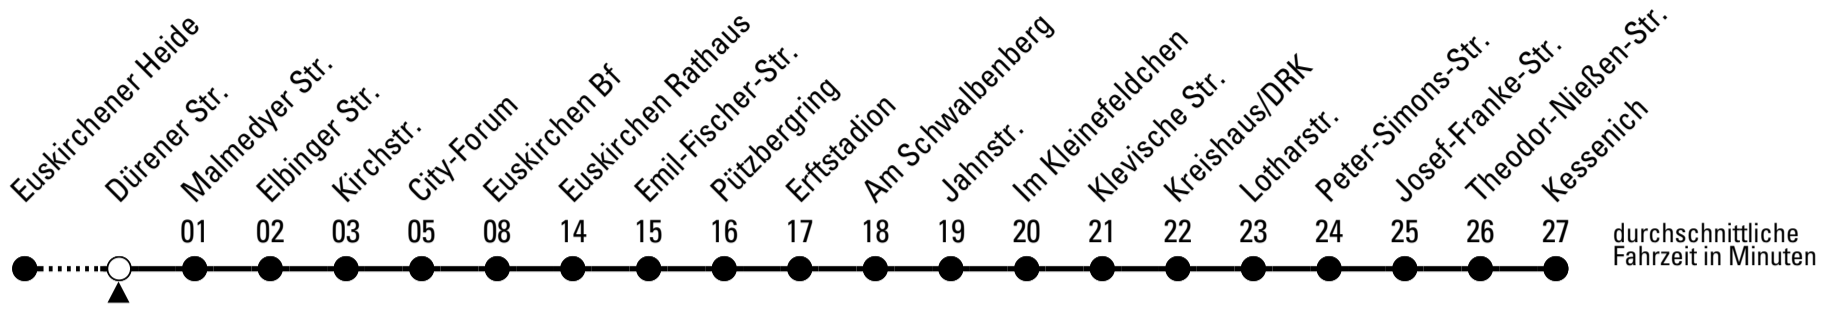 Euskirchener Heide
Dürener Str.
Malmedyer Str.
Elbinger Str.
Kirchstr.
City-Forum
Euskirchen Bf
Euskirchen Rathaus
Emil-Fischer-Str.
Pützbergring
Erftstadion
Am Schwalbenberg
Jahnstr.
Im Kleinefeldchen
Klevische Str.
Kreishaus/DRK
Lotharstr.
Peter-Simons-Str.
Josef-Franke-Str.
Theodor-Nießen-Str.
Kessenich
01 02 03 05 08 14 15 16 17 18 19 20 21 22 23 24 25 26 27
durchschnittliche
Fahrzeit in Minuten